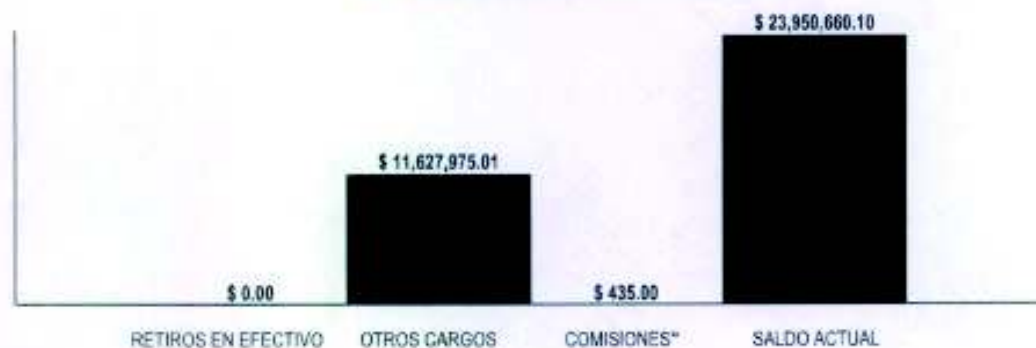 $ 23,950,660.10
$ 11,627,975.01
$ 0.00
$ 435.00
RETIROS EN EFECTIVO
OTROS CARGOS
COMISIONES**
SALDO ACTUAL